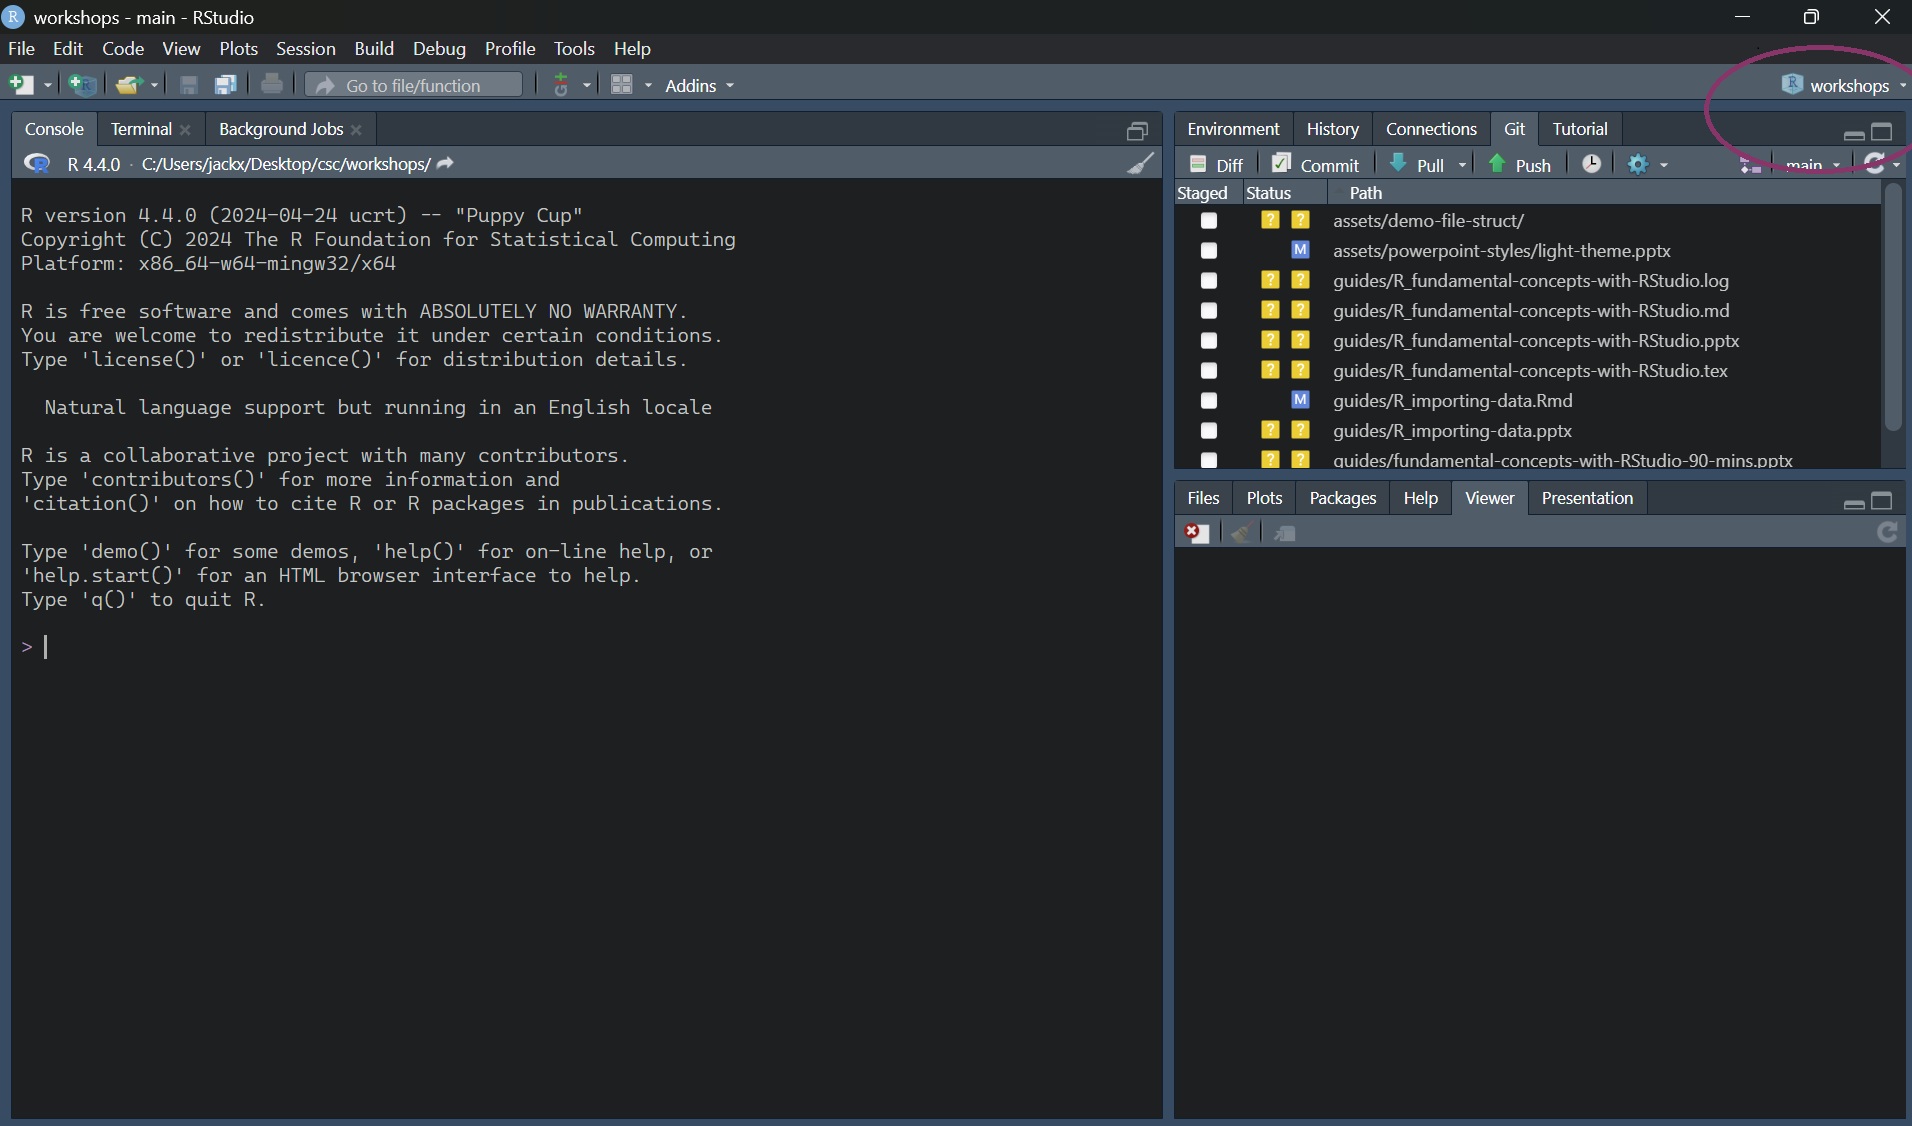 workshops - main - RStudio
File Edit Code View Plots Session Build Debug Profile Tools Help
Go to file/function Addins workshops
Console Terminal Background Jobs
R 4.4.0 · C:/Users/jackx/Desktop/csc/workshops/
R version 4.4.0 (2024-04-24 ucrt) -- "Puppy Cup"
Copyright (C) 2024 The R Foundation for Statistical Computing
Platform: x86_64-w64-mingw32/x64
R is free software and comes with ABSOLUTELY NO WARRANTY.
You are welcome to redistribute it under certain conditions.
Type 'license()' or 'licence()' for distribution details.
Natural language support but running in an English locale
R is a collaborative project with many contributors.
Type 'contributors()' for more information and
'citation()' on how to cite R or R packages in publications.
Type 'demo()' for some demos, 'help()' for on-line help, or
'help.start()' for an HTML browser interface to help.
Type 'q()' to quit R.
>
Environment History Connections Git Tutorial
Diff Commit Pull Push main
Staged Status Path
? ? assets/demo-file-struct/
M assets/powerpoint-styles/light-theme.pptx
? ? guides/R_fundamental-concepts-with-RStudio.log
? ? guides/R_fundamental-concepts-with-RStudio.md
? ? guides/R_fundamental-concepts-with-RStudio.pptx
? ? guides/R_fundamental-concepts-with-RStudio.tex
M guides/R_importing-data.Rmd
? ? guides/R_importing-data.pptx
? ? guides/fundamental-concepts-with-RStudio-90-mins.pptx
Files Plots Packages Help Viewer Presentation